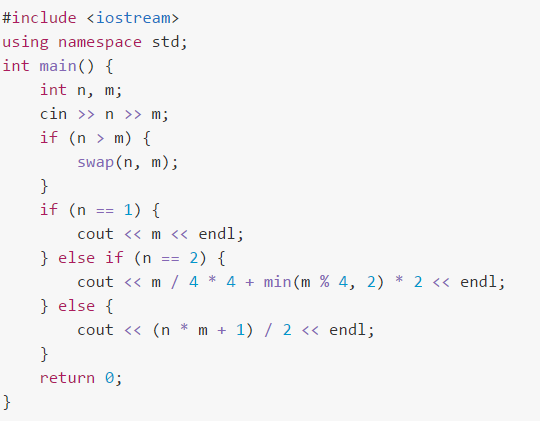 #include <iostream>
using namespace std;
int main() {
    int n, m;
    cin >> n >> m;
    if (n > m) {
        swap(n, m);
    }
    if (n == 1) {
        cout << m << endl;
    } else if (n == 2) {
        cout << m / 4 * 4 + min(m % 4, 2) * 2 << endl;
    } else {
        cout << (n * m + 1) / 2 << endl;
    }
    return 0;
}